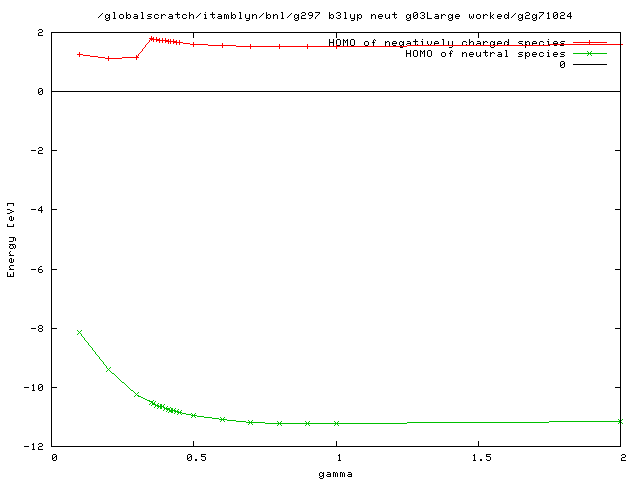 /globalscratch/itamblyn/bnl/g297 b3lyp neut g03Large worked/g2g71024
HOMO of negatively charged species
HOMO of neutral species
0
2
0
-2
-4
-6
-8
-10
-12
Energy [eV]
0
0.5
1
1.5
2
gamma